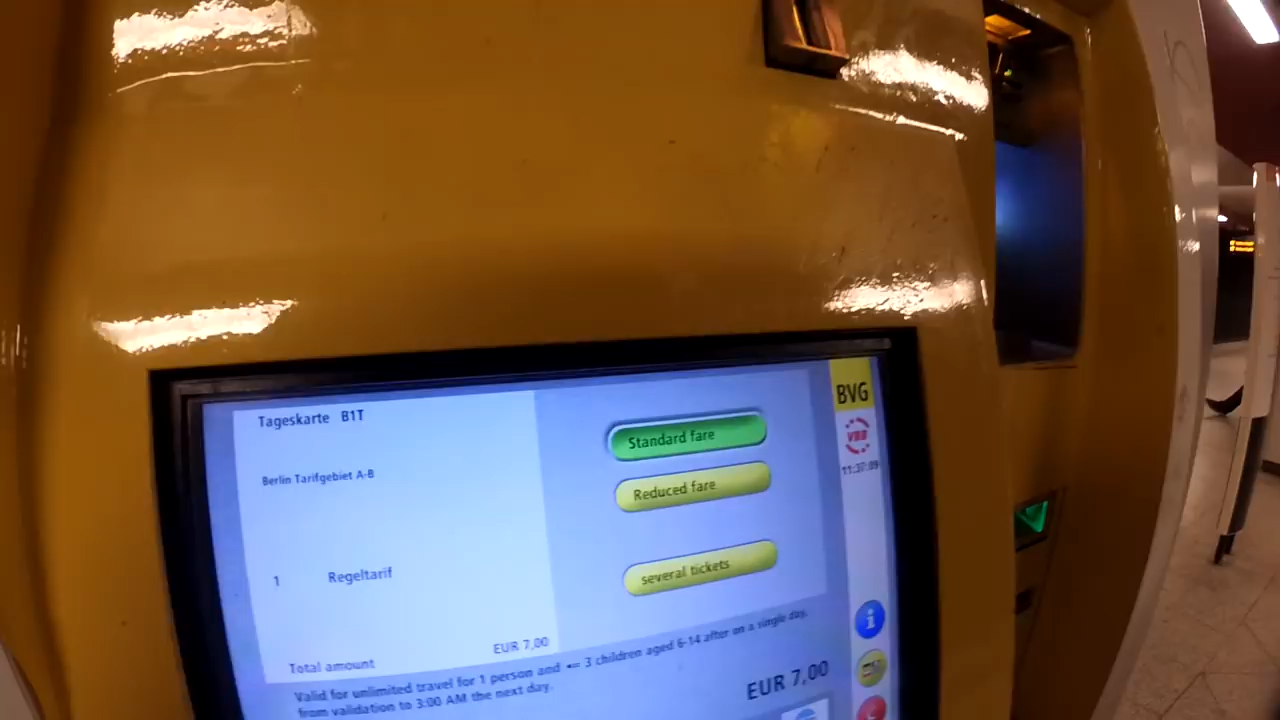 Tageskarte B1T
Berlin Tarifgebiet A-B
1 Regeltarif
Total amount EUR 7,00
Standard fare
Reduced fare
several tickets
Valid for unlimited travel for 1 person and <= 3 children aged 6-14 after on a single day.
from validation to 3:00 AM the next day.
EUR 7,00
BVG
VBB
11:37:09
i